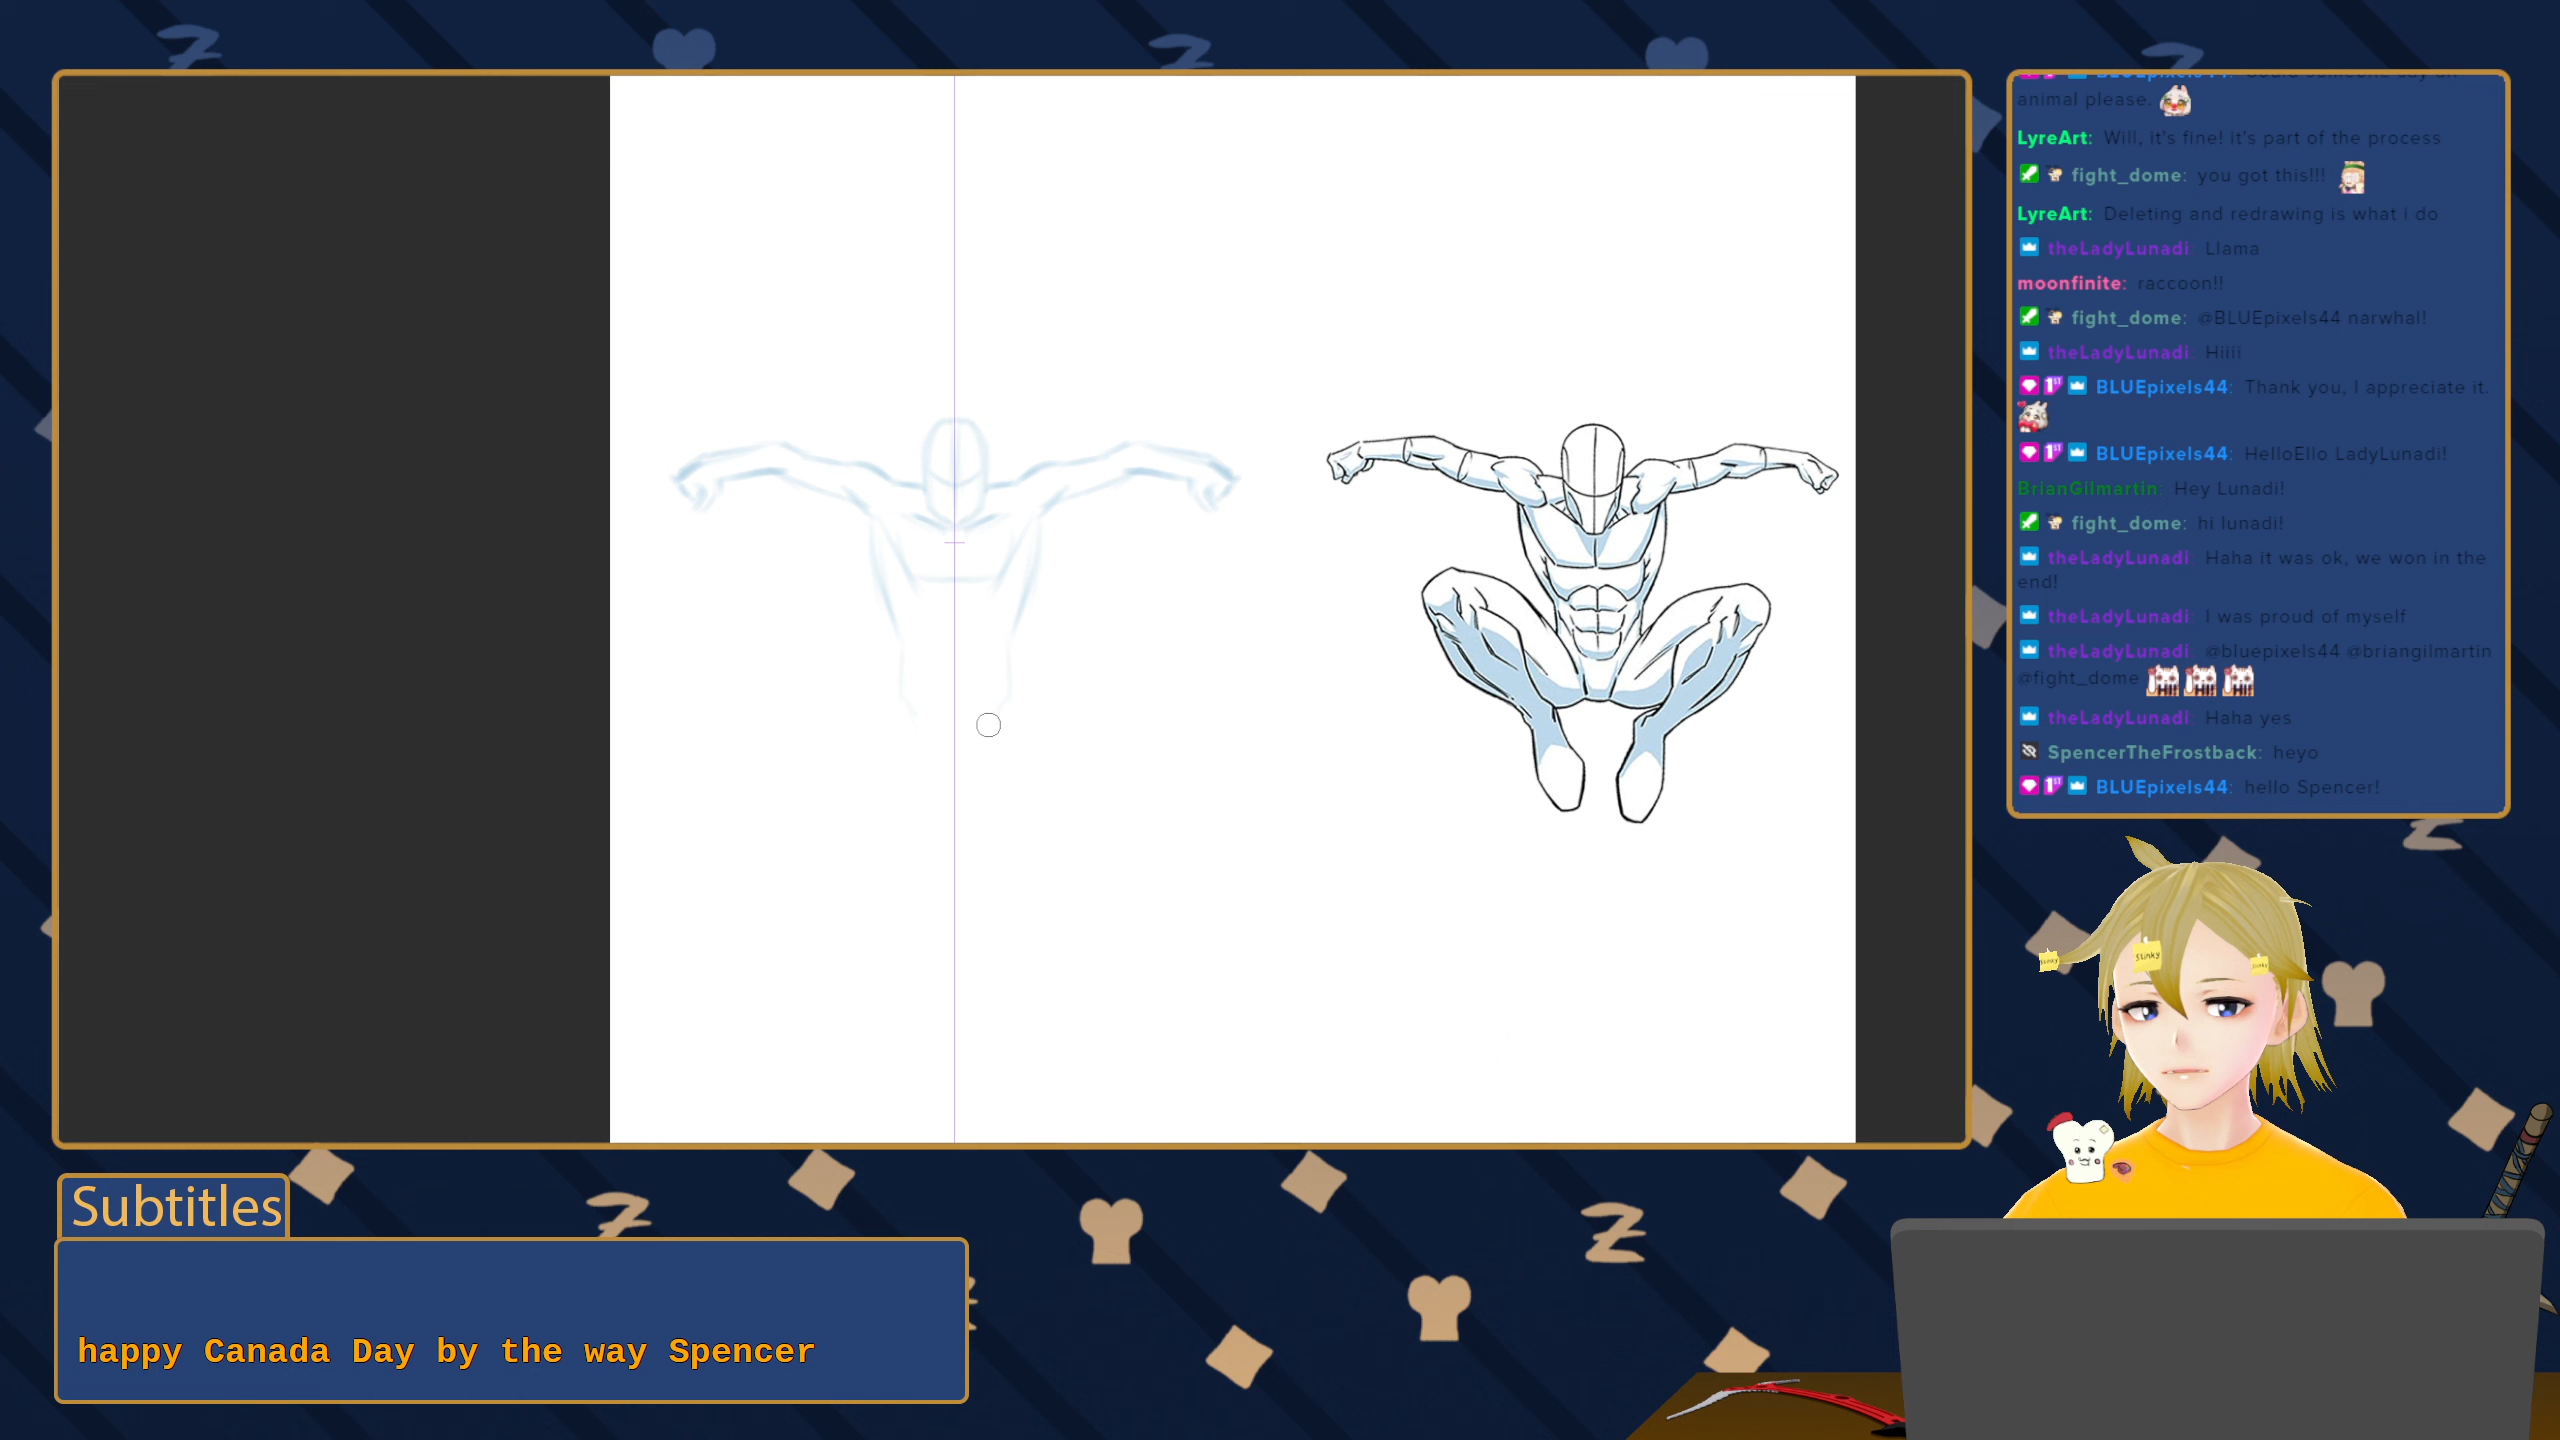 animal please.
LyreArt: Will, it's fine! It's part of the process
fight_dome: you got this!!!
LyreArt: Deleting and redrawing is what i do
theLadyLunadi: Llama
moonfinite: raccoon!!
fight_dome: @BLUEpixels44 narwhal!
theLadyLunadi: Hiiii
BLUEpixels44: Thank you, I appreciate it.
BLUEpixels44: HelloEllo LadyLunadi!
BrianGilmartin: Hey Lunadi!
fight_dome: hi lunadi!
theLadyLunadi: Haha it was ok, we won in the
end!
theLadyLunadi: I was proud of myself
theLadyLunadi: @bluepixels44 @briangilmartin
@fight_dome
theLadyLunadi: Haha yes
SpencerTheFrostback: heyo
BLUEpixels44: hello Spencer!
Slinky
Subtitles
happy Canada Day by the way Spencer